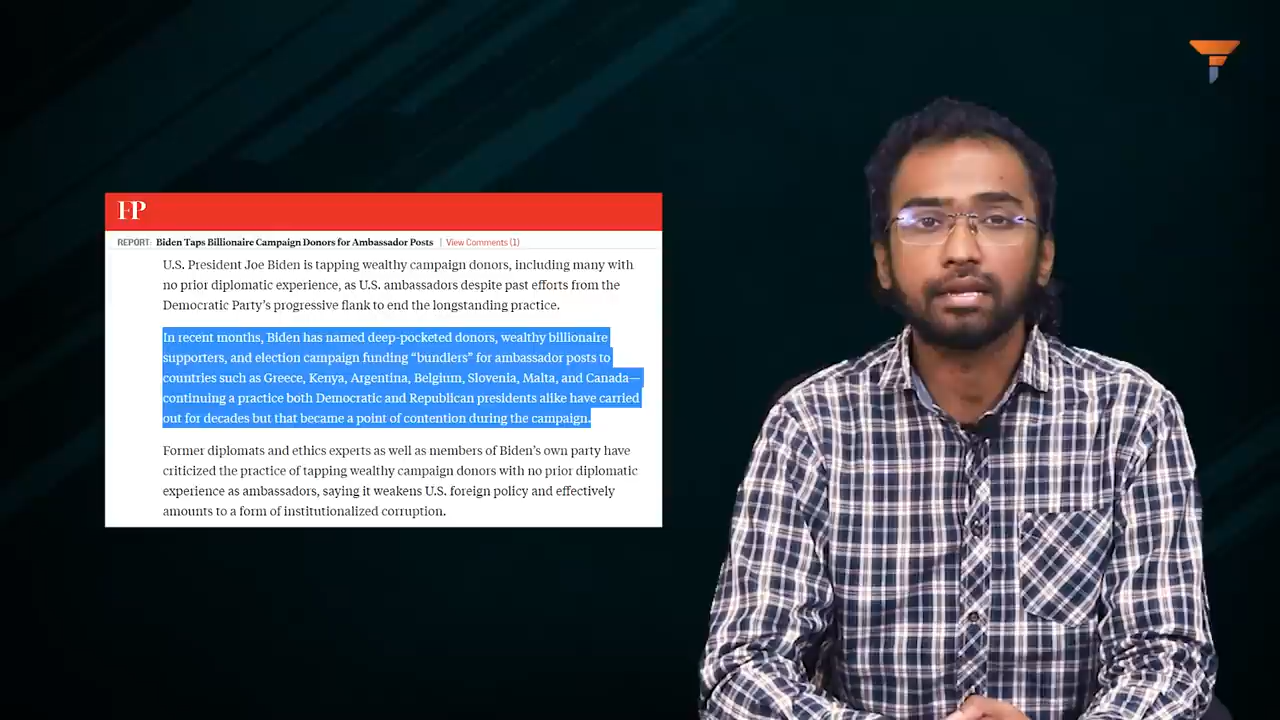 FP
REPORT: Biden Taps Billionaire Campaign Donors for Ambassador Posts | View Comments (1)
U.S. President Joe Biden is tapping wealthy campaign donors, including many with
no prior diplomatic experience, as U.S. ambassadors despite past efforts from the
Democratic Party’s progressive flank to end the longstanding practice.
In recent months, Biden has named deep-pocketed donors, wealthy billionaire
supporters, and election campaign funding “bundlers” for ambassador posts to
countries such as Greece, Kenya, Argentina, Belgium, Slovenia, Malta, and Canada—
continuing a practice both Democratic and Republican presidents alike have carried
out for decades but that became a point of contention during the campaign.
Former diplomats and ethics experts as well as members of Biden’s own party have
criticized the practice of tapping wealthy campaign donors with no prior diplomatic
experience as ambassadors, saying it weakens U.S. foreign policy and effectively
amounts to a form of institutionalized corruption.